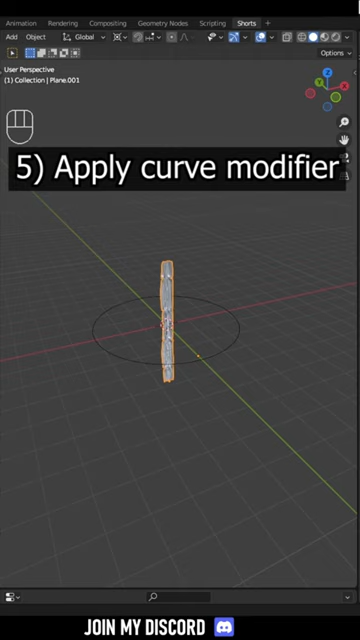 Animation Rendering Compositing Geometry Nodes Scripting Shorts
Add Object Global
Options
User Perspective
(1) Collection | Plane.001
Z
Y
X
5) Apply curve modifier
JOIN MY DISCORD